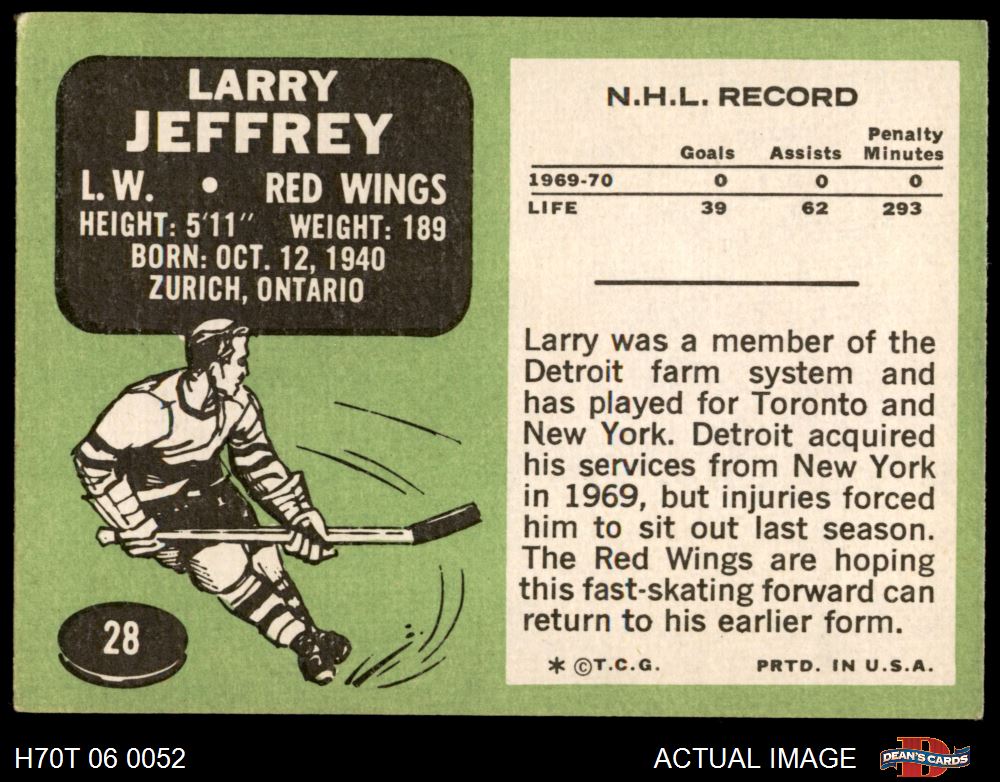 LARRY
JEFFREY
L.W. • RED WINGS
HEIGHT: 5'11" WEIGHT: 189
BORN: OCT. 12, 1940
ZURICH, ONTARIO
28
N.H.L. RECORD
Goals Assists Penalty Minutes
1969-70 0 0 0
LIFE 39 62 293
Larry was a member of the
Detroit farm system and
has played for Toronto and
New York. Detroit acquired
his services from New York
in 1969, but injuries forced
him to sit out last season.
The Red Wings are hoping
this fast-skating forward can
return to his earlier form.
* ©T.C.G. PRTD. IN U.S.A.
H70T 06 0052 ACTUAL IMAGE
DEAN'S CARDS